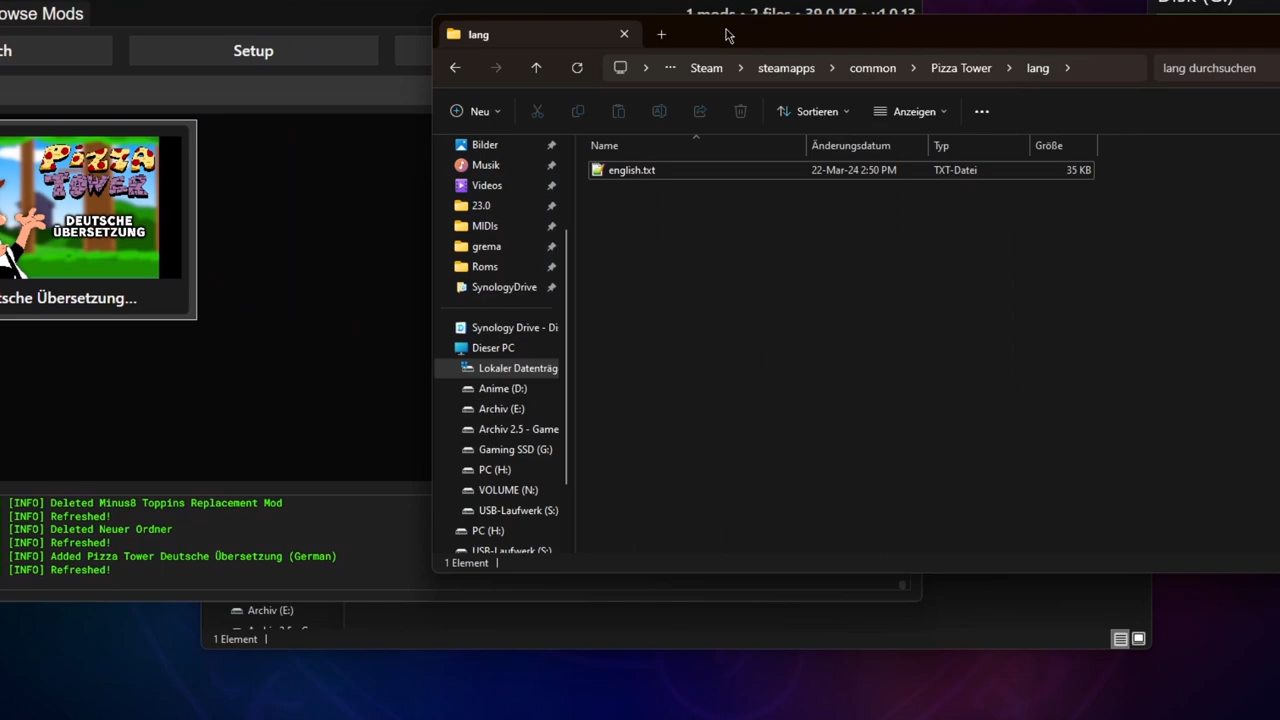 owse Mods
1 mods • 2 files • 39.0 KB • v1.0.13
ch
Setup
PIZZA
TOWER
DEUTSCHE
ÜBERSETZUNG
tsche Übersetzung...
[INFO] Deleted Minus8 Toppins Replacement Mod
[INFO] Refreshed!
[INFO] Deleted Neuer Ordner
[INFO] Refreshed!
[INFO] Added Pizza Tower Deutsche Übersetzung (German)
[INFO] Refreshed!
lang
Steam
steamapps
common
Pizza Tower
lang
lang durchsuchen
Neu
Sortieren
Anzeigen
Name
Änderungsdatum
Typ
Größe
english.txt
22-Mar-24 2:50 PM
TXT-Datei
35 KB
Bilder
Musik
Videos
23.0
MIDIs
grema
Roms
SynologyDrive
Synology Drive - Di
Dieser PC
Lokaler Datenträg
Anime (D:)
Archiv (E:)
Archiv 2.5 - Game
Gaming SSD (G:)
PC (H:)
VOLUME (N:)
USB-Laufwerk (S:)
PC (H:)
USB-Laufwerk (S:)
1 Element
Archiv (E:)
1 Element